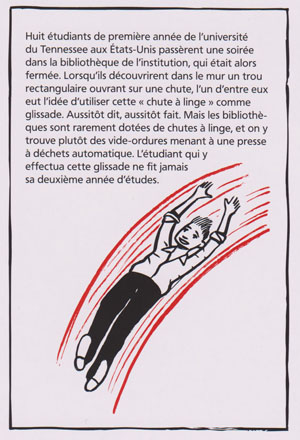 Huit étudiants de première année de l'université
du Tennessee aux États-Unis passèrent une soirée
dans la bibliothèque de l'institution, qui était alors
fermée. Lorsqu'ils découvrirent dans le mur un trou
rectangulaire ouvrant sur une chute, l'un d'entre eux
eut l'idée d'utiliser cette « chute à linge » comme
glissade. Aussitôt dit, aussitôt fait. Mais les bibliothè-
ques sont rarement dotées de chutes à linge, et on y
trouve plutôt des vide-ordures menant à une presse
à déchets automatique. L'étudiant qui y
effectua cette glissade ne fit jamais
sa deuxième année d'études.